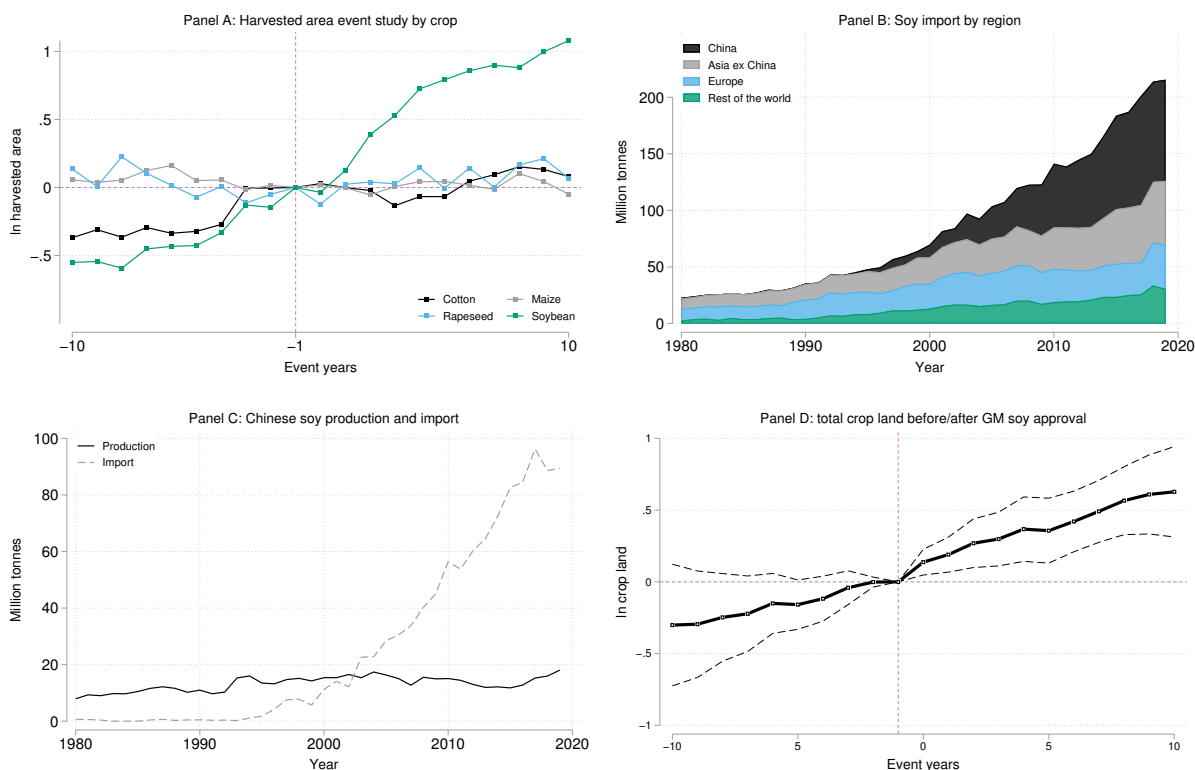 Panel A: Harvested area event study by crop
ln harvested area
1
.5
0
−.5
−10
−1
10
Event years
Cotton
Maize
Rapeseed
Soybean
Panel B: Soy import by region
China
Asia ex China
Europe
Rest of the world
Million tonnes
200
150
100
50
0
1980
1990
2000
2010
2020
Year
Panel C: Chinese soy production and import
Production
Import
Million tonnes
100
80
60
40
20
0
1980
1990
2000
2010
2020
Year
Panel D: total crop land before/after GM soy approval
ln crop land
1
.5
0
−.5
−1
−10
5
0
5
10
Event years